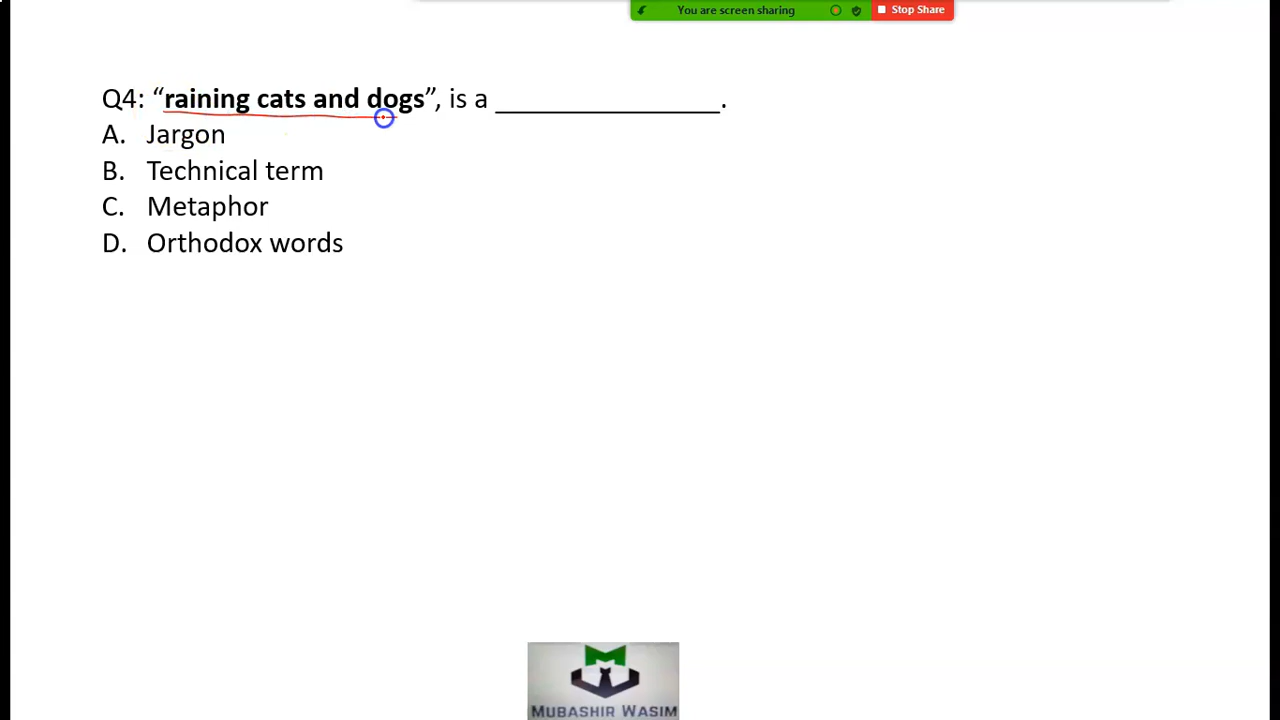 You are screen sharing
Stop Share
Q4: “raining cats and dogs”, is a ________________.
A. Jargon
B. Technical term
C. Metaphor
D. Orthodox words
MUBASHIR WASIM